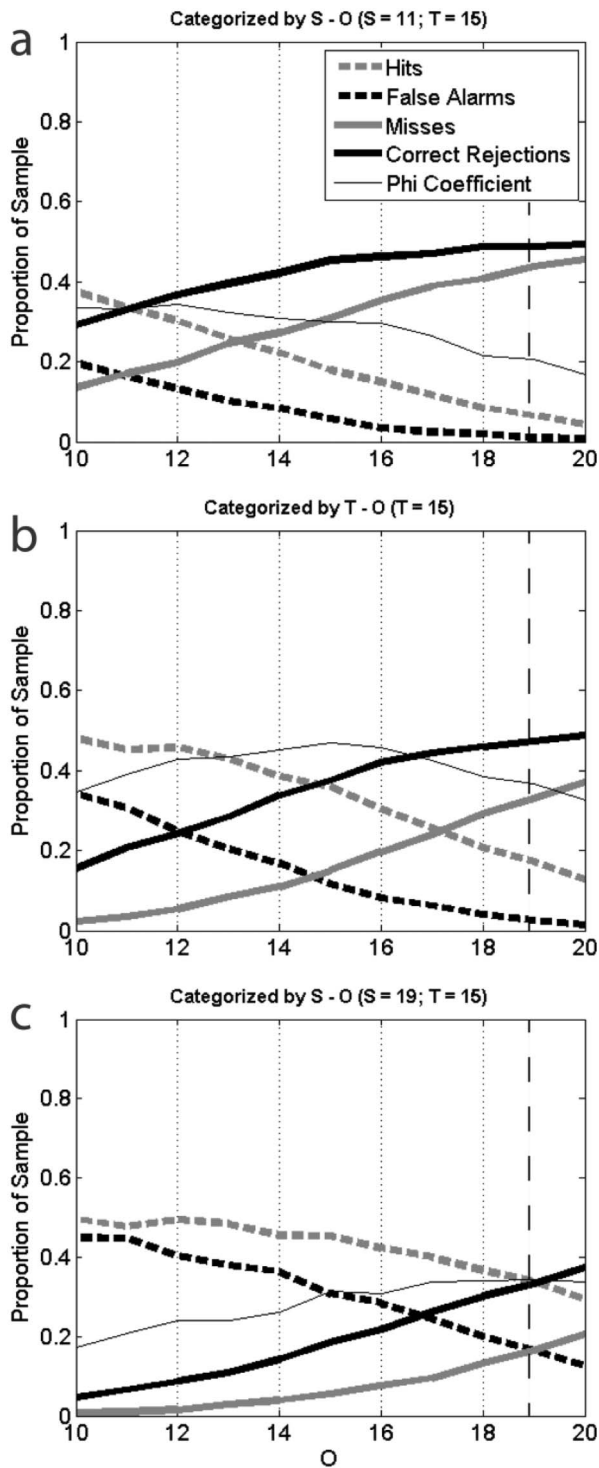 a
Categorized by S - O (S = 11; T = 15)
1
0.8
0.6
0.4
0.2
0
Proportion of Sample
Hits
False Alarms
Misses
Correct Rejections
Phi Coefficient
10 12 14 16 18 20
b
Categorized by T - O (T = 15)
1
0.8
0.6
0.4
0.2
0
Proportion of Sample
10 12 14 16 18 20
c
Categorized by S - O (S = 19; T = 15)
1
0.8
0.6
0.4
0.2
0
Proportion of Sample
10 12 14 16 18 20
O